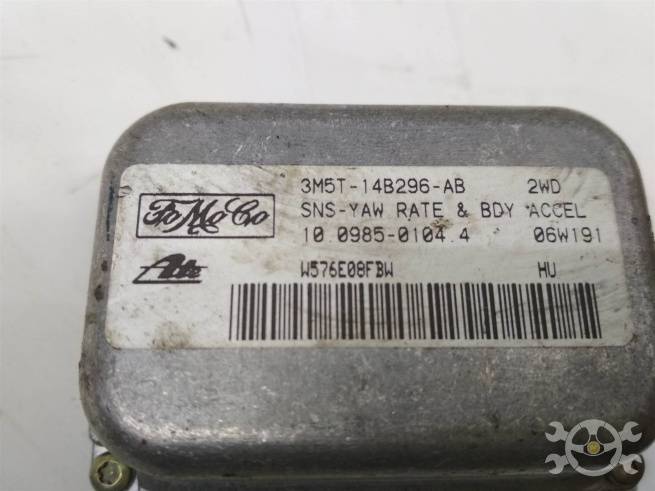 3M5T-14B296-AB 2WD
FoMoCo
SNS-YAW RATE & BDY ACCEL
10.0985-0104.4 06W191
Ate
W576E08FBW HU